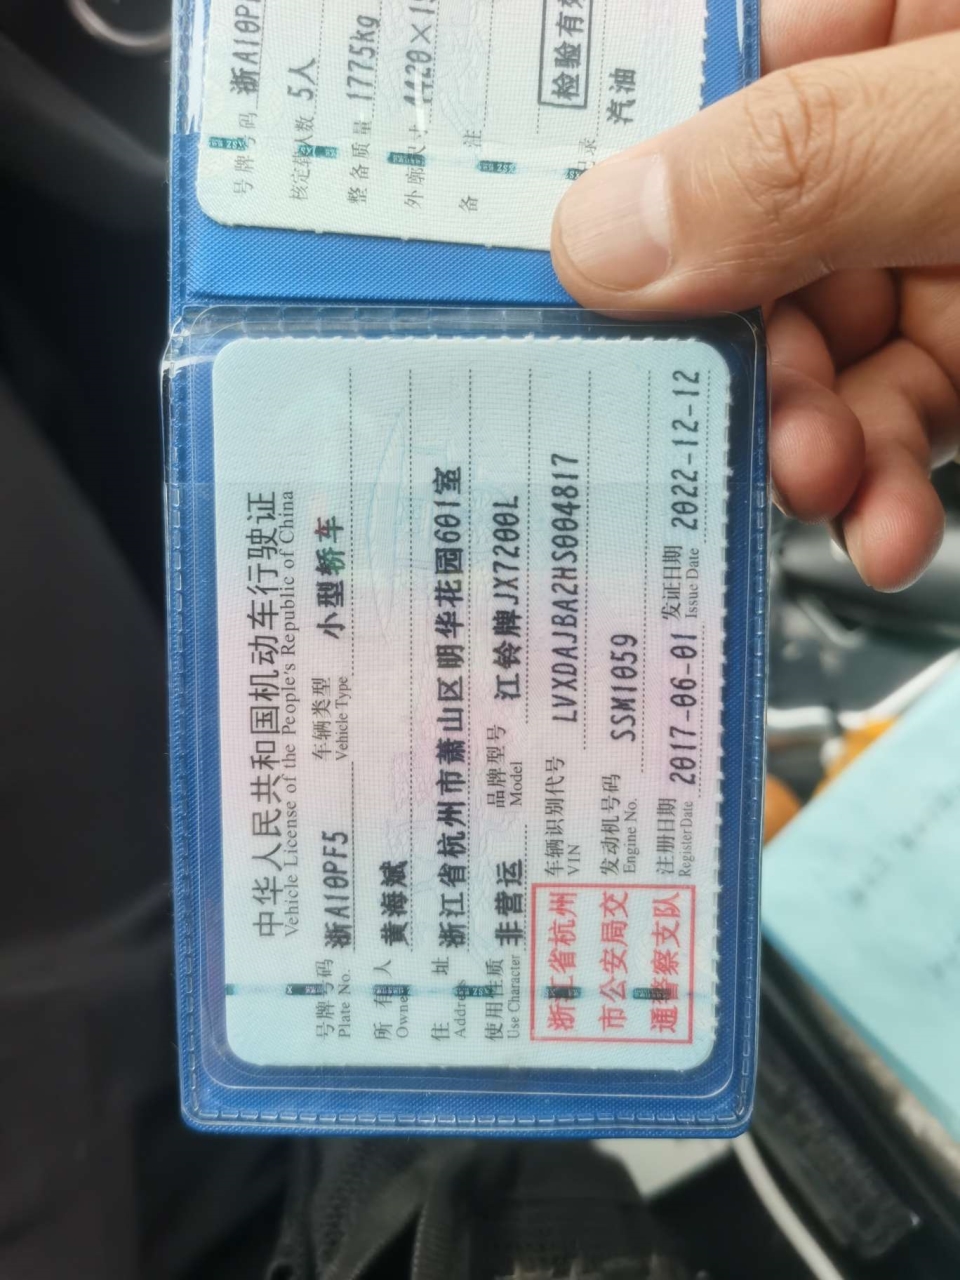 中华人民共和国机动车行驶证
Vehicle License of the People's Republic of China
号牌号码 浙A10PF5 车辆类型 小型轿车
Plate No. Vehicle Type
所有人 黄海斌
Owner
住址 浙江省杭州市萧山区明华花园601室
Address
使用性质 非营运 品牌型号 江铃牌JX7200L
Use Character Model
浙江省杭州
市公安局交
通警察支队
车辆识别代号 LVXDAJBA2HS004817
VIN
发动机号码 SSM1059
Engine No.
注册日期 2017-06-01 发证日期 2022-12-12
Register Date Issue Date
号牌号码 浙A10P
核定载人数 5人
整备质量 1775kg
外廓尺寸
备注
检验有效
汽油